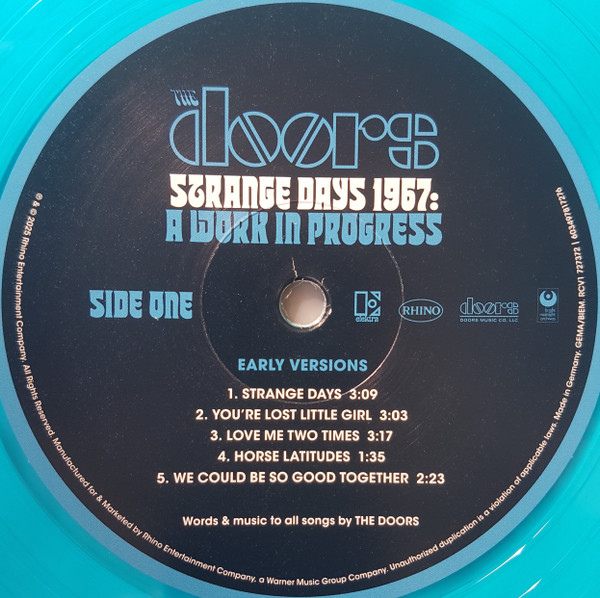 THE
doors
STRANGE DAYS 1967:
A WORK IN PROGRESS
SIDE ONE
elektra
RHINO
doors
DOORS MUSIC CO. LLC.
EARLY VERSIONS
1. STRANGE DAYS 3:09
2. YOU'RE LOST LITTLE GIRL 3:03
3. LOVE ME TWO TIMES 3:17
4. HORSE LATITUDES 1:35
5. WE COULD BE SO GOOD TOGETHER 2:23
Words & music to all songs by THE DOORS
℗ & © 2025 Rhino Entertainment Company. All Rights Reserved. Manufactured for & Marketed by Rhino Entertainment Company, a Warner Music Group Company. Unauthorized duplication is a violation of applicable laws. Made in Germany. GEMA/BIEM. RCV1 727372 | 603497817276